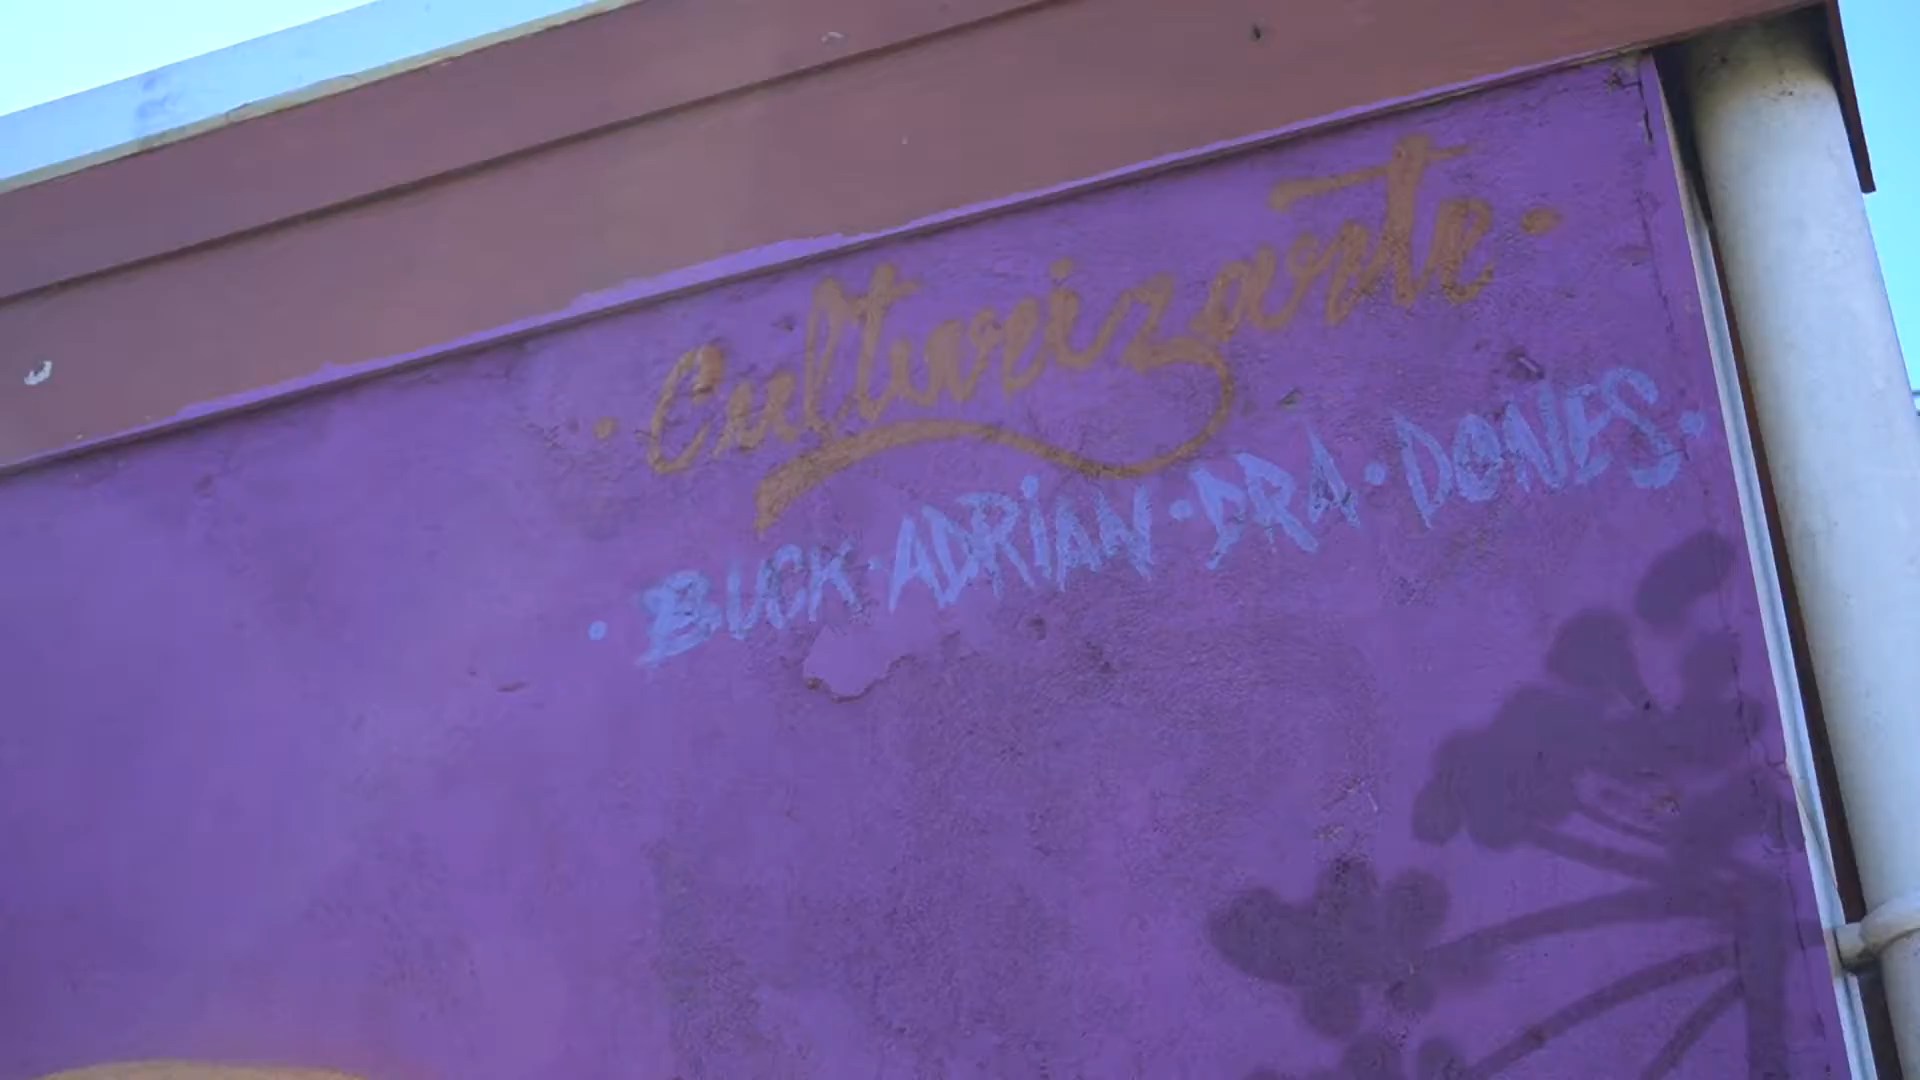 · Culturizarte ·
· BUCK · ADRiAN · DRA · DONES ·